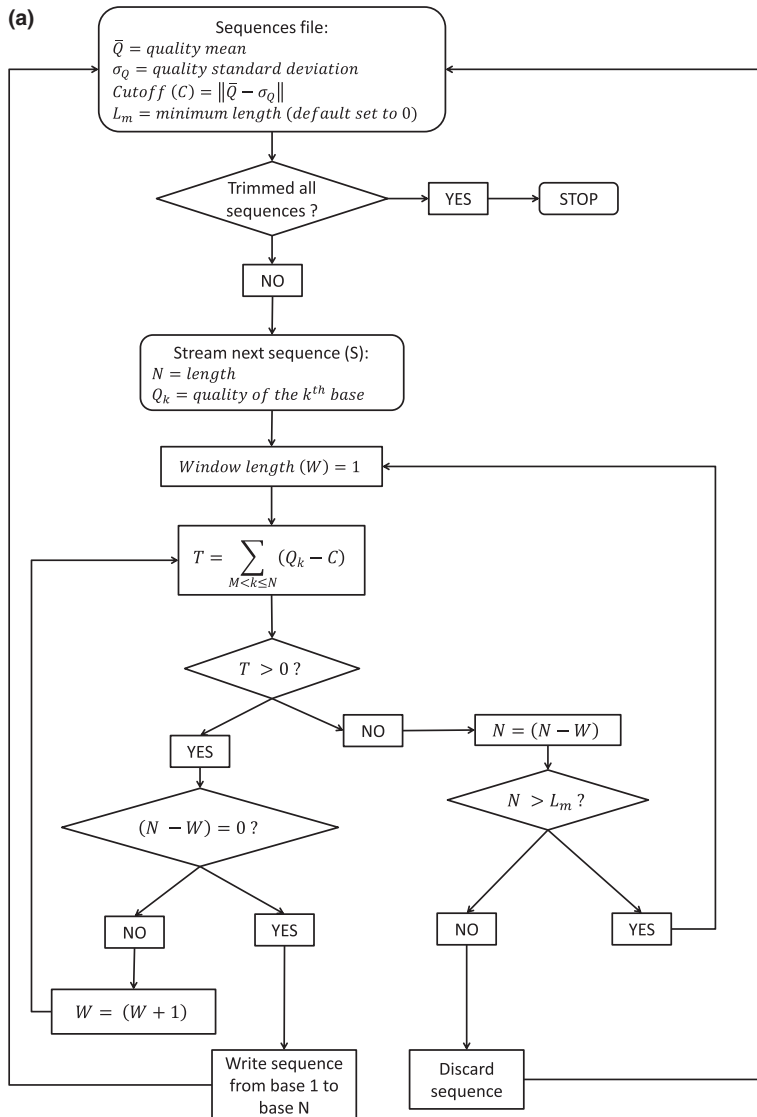 (a)
Sequences file:
Q̄ = quality mean
σ_Q = quality standard deviation
Cutoff (C) = ‖Q̄ − σ_Q‖
L_m = minimum length (default set to 0)
Trimmed all
sequences ?
YES
STOP
NO
Stream next sequence (S):
N = length
Q_k = quality of the k^th base
Window length (W) = 1
T = ∑ (Q_k − C)
M<k≤N
T > 0 ?
NO
N = (N − W)
YES
(N − W) = 0 ?
N > L_m ?
NO
YES
NO
YES
W = (W + 1)
Write sequence
from base 1 to
base N
Discard
sequence